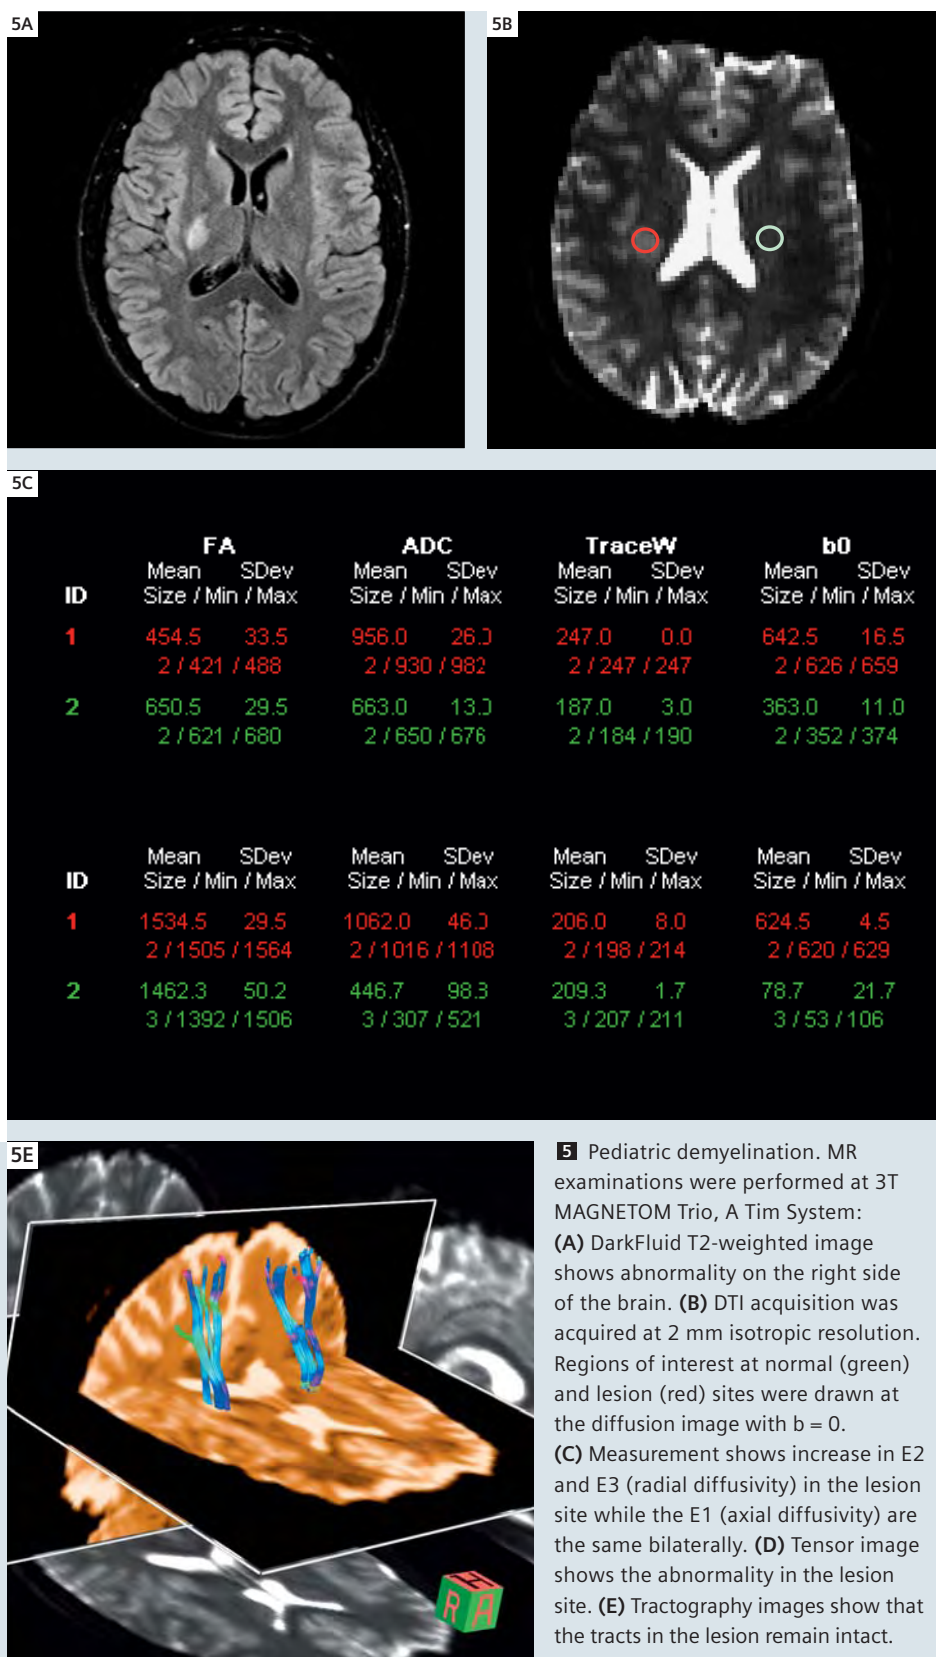 5A
5B
5C
FA ADC TraceW b0
Mean SDev Mean SDev Mean SDev Mean SDev
ID Size / Min / Max Size / Min / Max Size / Min / Max Size / Min / Max
1 454.5 33.5 956.0 26.0 247.0 0.0 642.5 16.5
2 / 421 / 488 2 / 930 / 982 2 / 247 / 247 2 / 626 / 659
2 650.5 29.5 663.0 13.0 187.0 3.0 363.0 11.0
2 / 621 / 680 2 / 650 / 676 2 / 184 / 190 2 / 352 / 374
Mean SDev Mean SDev Mean SDev Mean SDev
ID Size / Min / Max Size / Min / Max Size / Min / Max Size / Min / Max
1 1534.5 29.5 1062.0 46.0 206.0 8.0 624.5 4.5
2 / 1505 / 1564 2 / 1016 / 1108 2 / 198 / 214 2 / 620 / 629
2 1462.3 50.2 446.7 98.3 209.3 1.7 78.7 21.7
3 / 1392 / 1506 3 / 307 / 521 3 / 207 / 211 3 / 53 / 106
5E
H
R A
5 Pediatric demyelination. MR
examinations were performed at 3T
MAGNETOM Trio, A Tim System:
(A) DarkFluid T2-weighted image
shows abnormality on the right side
of the brain. (B) DTI acquisition was
acquired at 2 mm isotropic resolution.
Regions of interest at normal (green)
and lesion (red) sites were drawn at
the diffusion image with b = 0.
(C) Measurement shows increase in E2
and E3 (radial diffusivity) in the lesion
site while the E1 (axial diffusivity) are
the same bilaterally. (D) Tensor image
shows the abnormality in the lesion
site. (E) Tractography images show that
the tracts in the lesion remain intact.